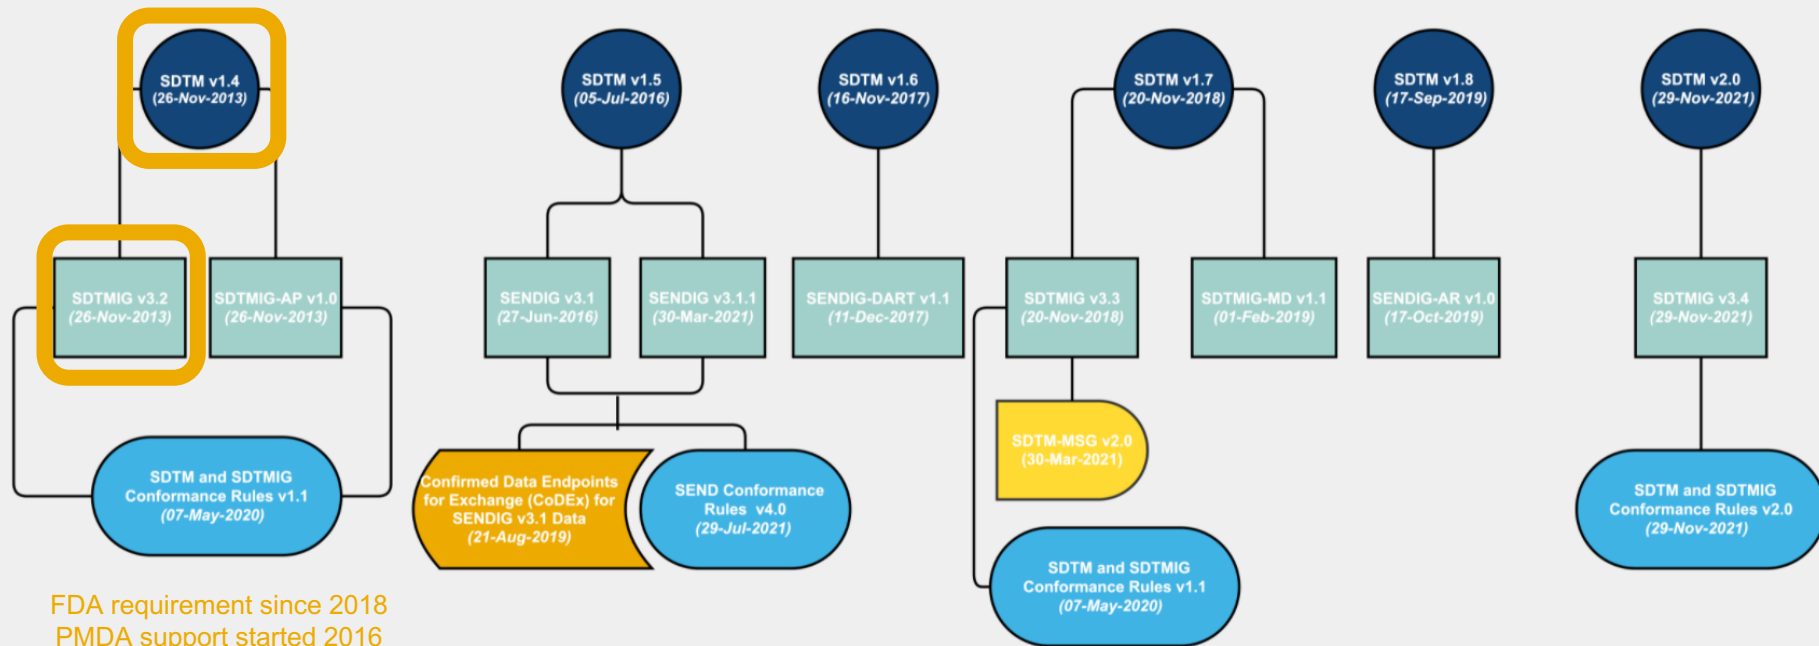 SDTM v1.4
(26-Nov-2013)
SDTM v1.5
(05-Jul-2016)
SDTM v1.6
(16-Nov-2017)
SDTM v1.7
(20-Nov-2018)
SDTM v1.8
(17-Sep-2019)
SDTM v2.0
(29-Nov-2021)
SDTMIG v3.2
(26-Nov-2013)
SDTMIG-AP v1.0
(26-Nov-2013)
SENDIG v3.1
(27-Jun-2016)
SENDIG v3.1.1
(30-Mar-2021)
SENDIG-DART v1.1
(11-Dec-2017)
SDTMIG v3.3
(20-Nov-2018)
SDTMIG-MD v1.1
(01-Feb-2019)
SENDIG-AR v1.0
(17-Oct-2019)
SDTMIG v3.4
(29-Nov-2021)
SDTM-MSG v2.0
(30-Mar-2021)
SDTM and SDTMIG
Conformance Rules v1.1
(07-May-2020)
Confirmed Data Endpoints
for Exchange (CoDEx) for
SENDIG v3.1 Data
(21-Aug-2019)
SEND Conformance
Rules v4.0
(29-Jul-2021)
SDTM and SDTMIG
Conformance Rules v1.1
(07-May-2020)
SDTM and SDTMIG
Conformance Rules v2.0
(29-Nov-2021)
FDA requirement since 2018
PMDA support started 2016